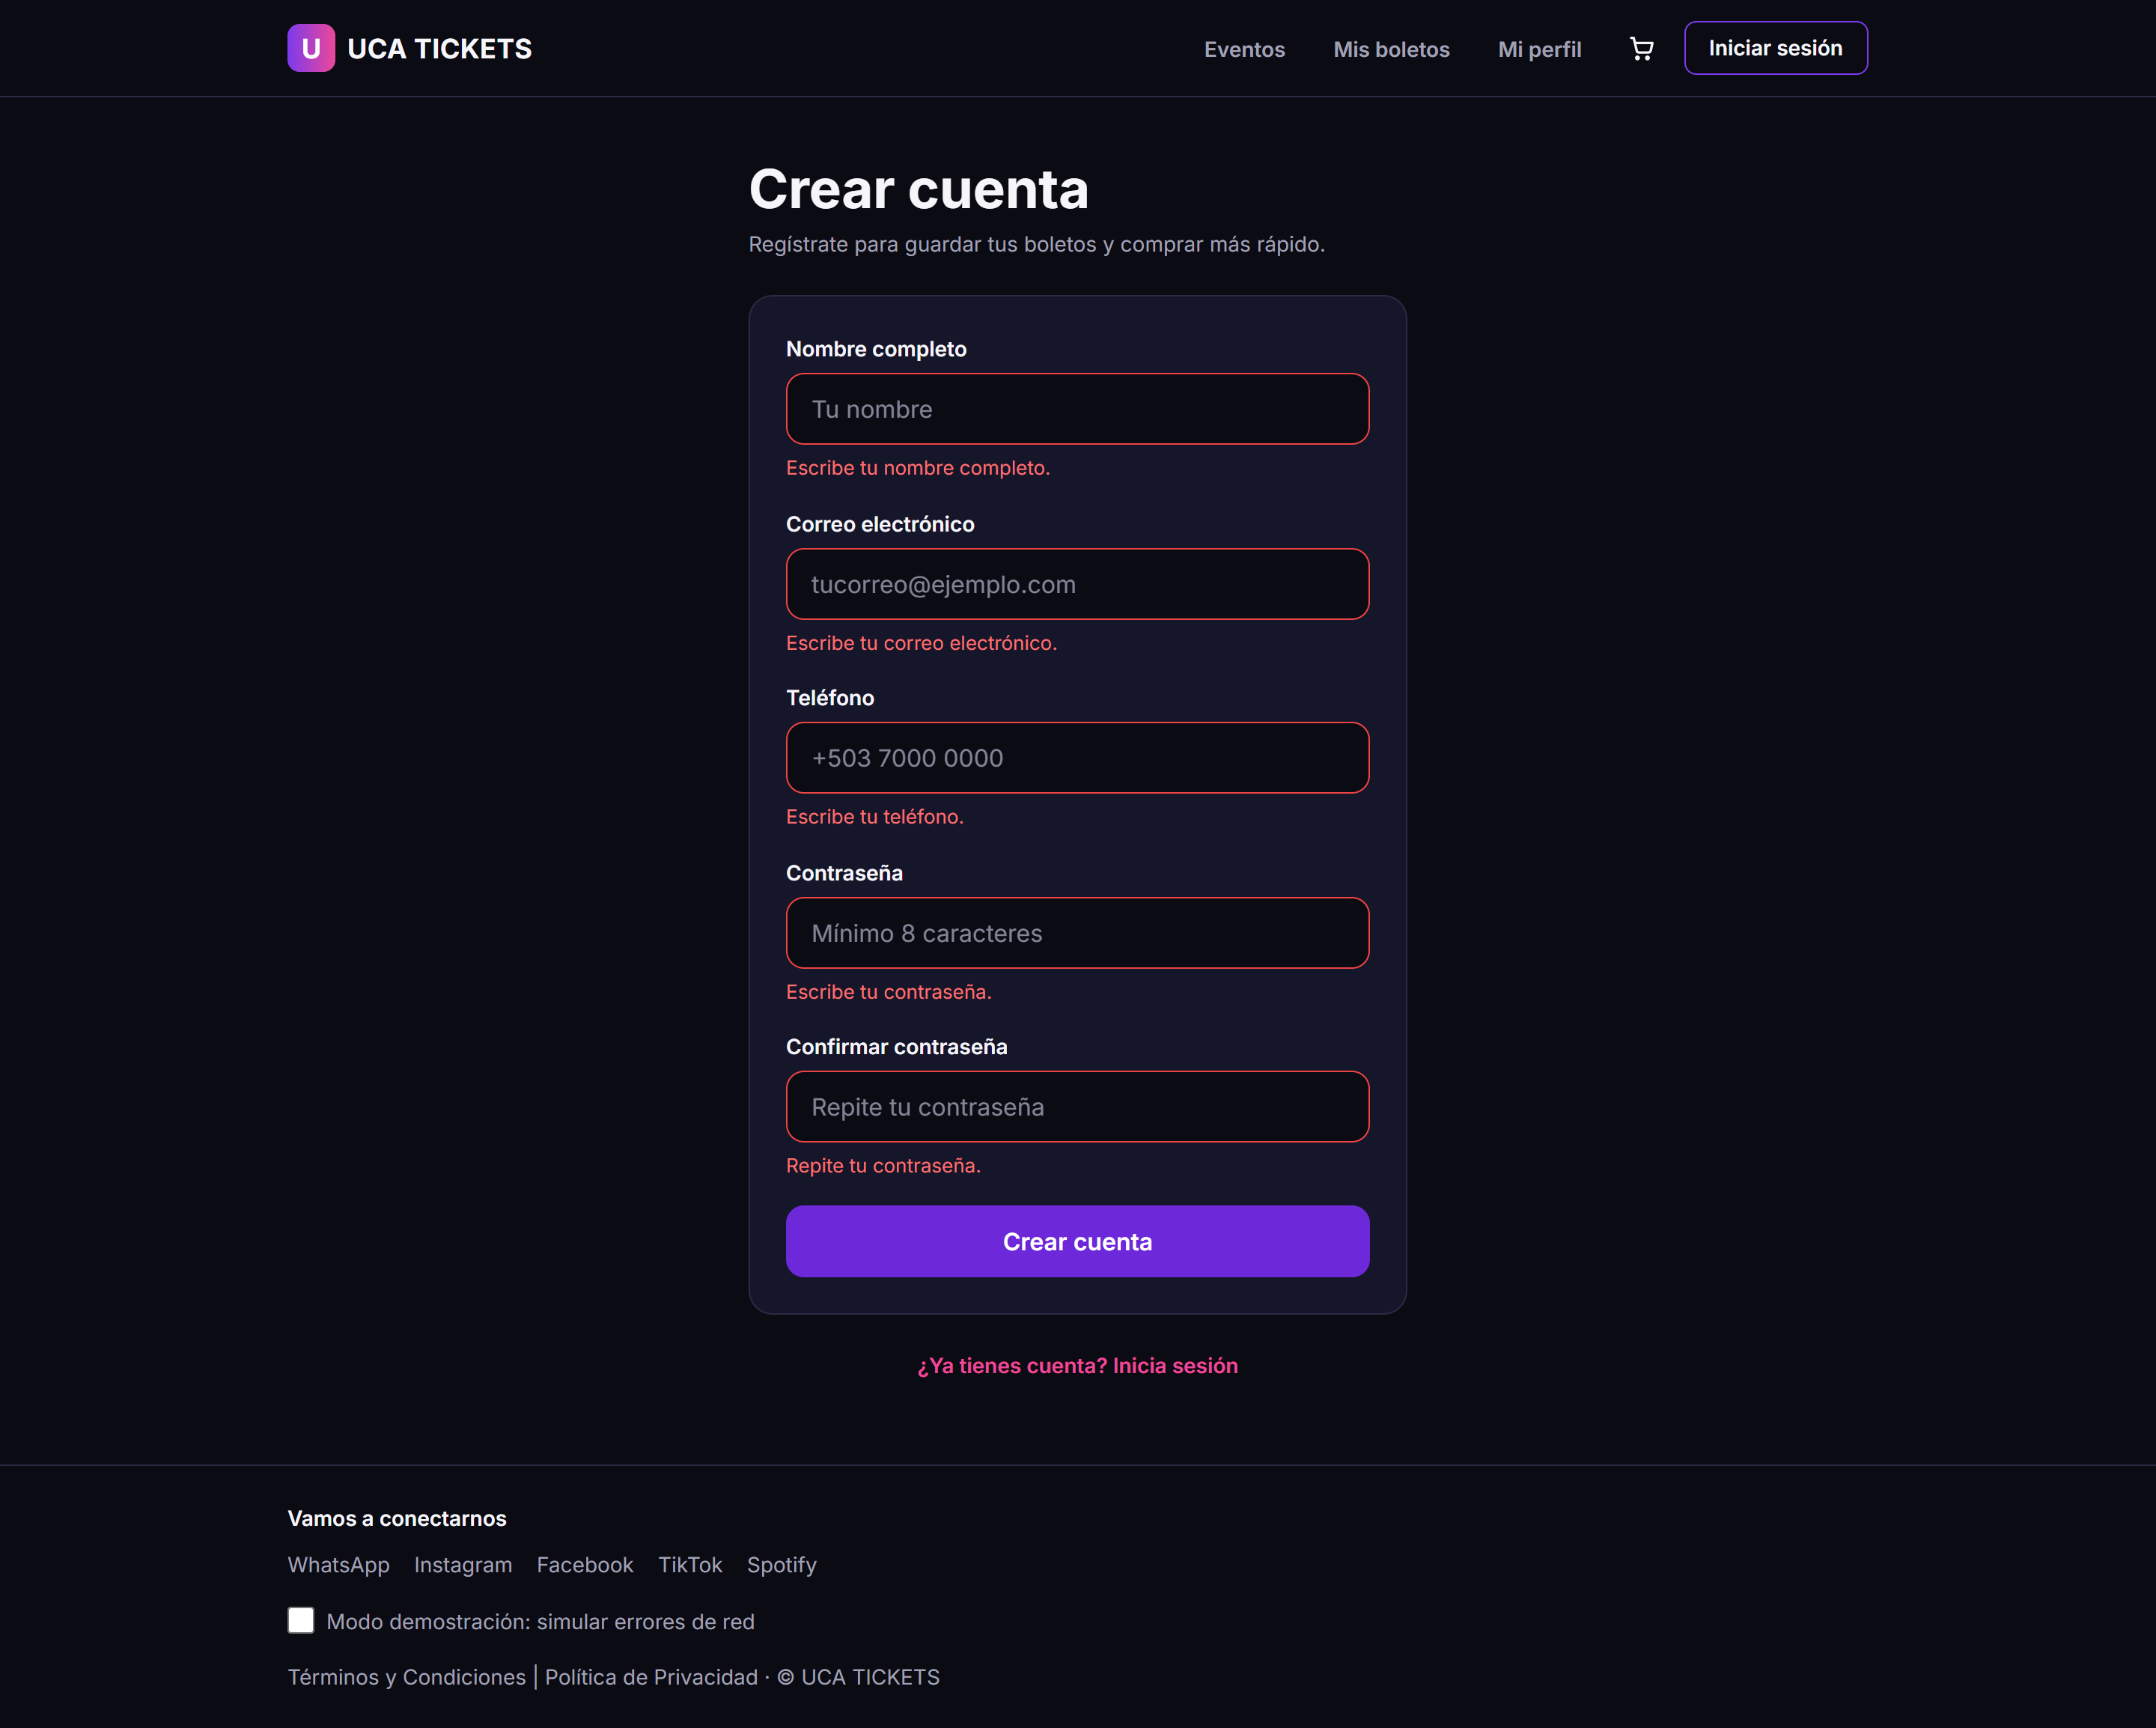 U UCA TICKETS
Eventos Mis boletos Mi perfil Iniciar sesión
Crear cuenta
Regístrate para guardar tus boletos y comprar más rápido.
Nombre completo
Tu nombre
Escribe tu nombre completo.
Correo electrónico
tucorreo@ejemplo.com
Escribe tu correo electrónico.
Teléfono
+503 7000 0000
Escribe tu teléfono.
Contraseña
Mínimo 8 caracteres
Escribe tu contraseña.
Confirmar contraseña
Repite tu contraseña
Repite tu contraseña.
Crear cuenta
¿Ya tienes cuenta? Inicia sesión
Vamos a conectarnos
WhatsApp Instagram Facebook TikTok Spotify
Modo demostración: simular errores de red
Términos y Condiciones | Política de Privacidad · © UCA TICKETS